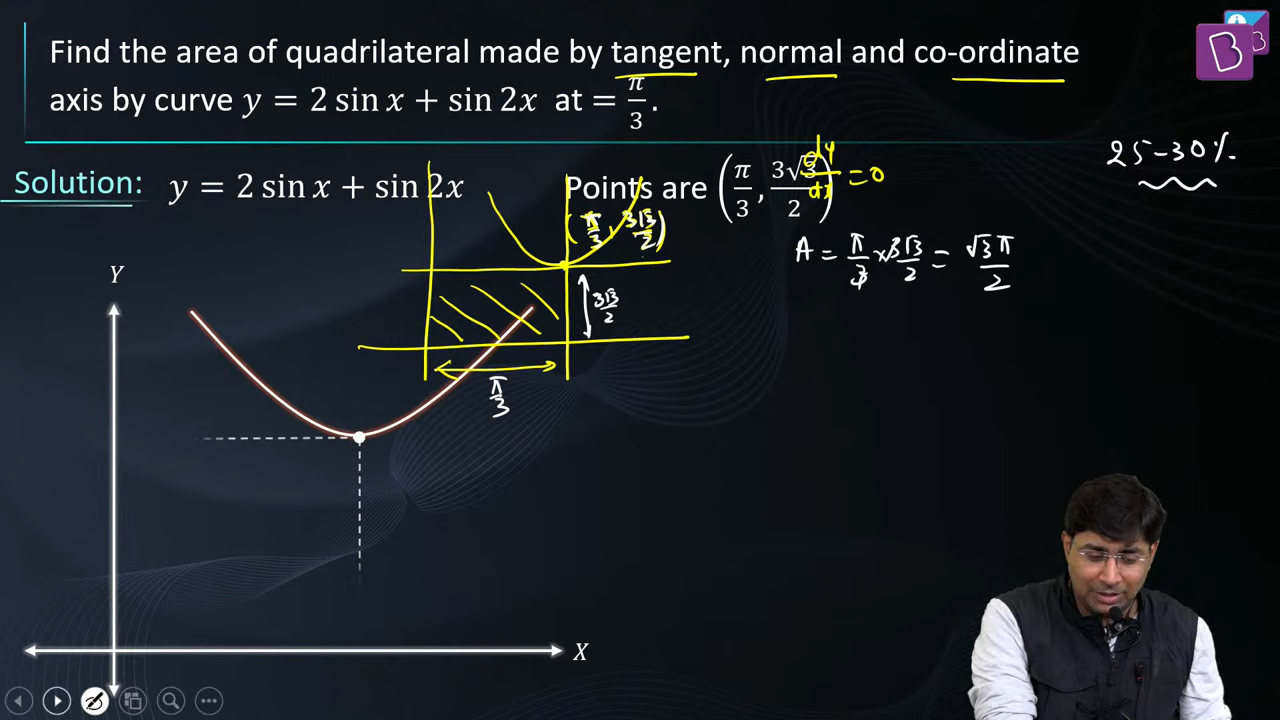 Find the area of quadrilateral made by tangent, normal and co-ordinate
axis by curve y = 2 sin x + sin 2x at = π/3.
25-30%
Solution: y = 2 sin x + sin 2x Points are (π/3, 3√3/2)
dy/dx = 0
(π/3, 3√3/2)
A = π/3 × 3√3/2 = √3π/2
3√3/2
π/3
Y
X